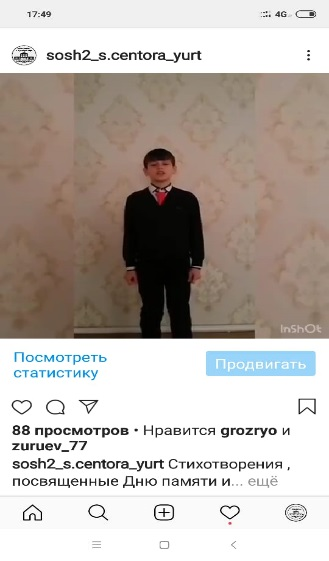 17:49
4G
sosh2_s.centora_yurt
InShOt
Посмотреть
статистику
Продвигать
88 просмотров • Нравится grozryo и
zuruev_77
sosh2_s.centora_yurt Стихотворения ,
посвященные Дню памяти и... ещё